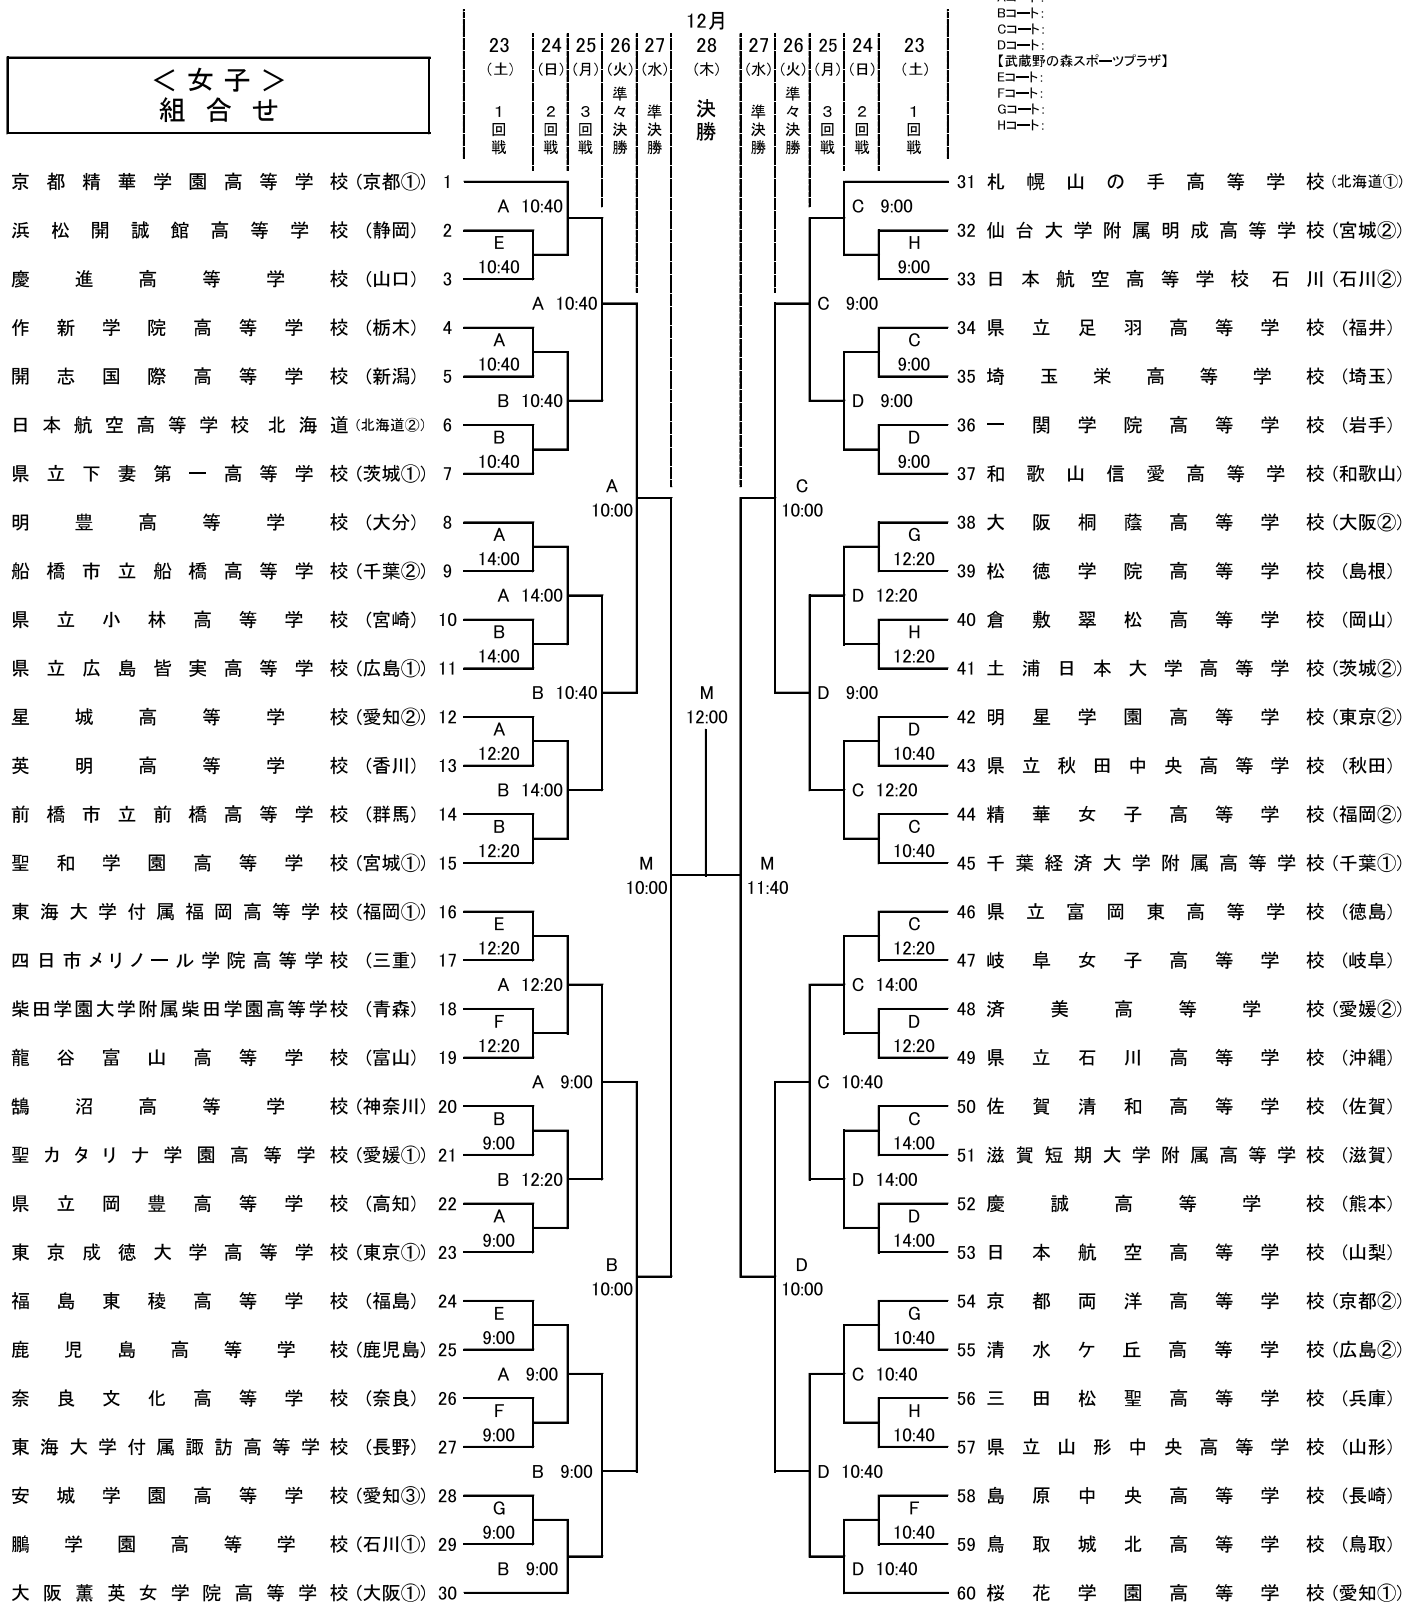 12月
23 24 25 26 27 28 27 26 25 24 23
(土) (日) (月) (火) (水) (木) (水) (火) (月) (日) (土)
1回戦 2回戦 3回戦 準々決勝 準決勝 決勝 準決勝 準々決勝 3回戦 2回戦 1回戦
Bコート:
Cコート:
Dコート:
【武蔵野の森スポーツプラザ】
Eコート:
Fコート:
Gコート:
Hコート:
＜女子＞
組合せ
京都精華学園高等学校(京都①) 1
A 10:40
浜松開誠館高等学校(静岡) 2
E
10:40
慶進高等学校(山口) 3
A 10:40
作新学院高等学校(栃木) 4
A
10:40
開志国際高等学校(新潟) 5
B 10:40
日本航空高等学校北海道(北海道②) 6
B
10:40
県立下妻第一高等学校(茨城①) 7
A
10:00
明豊高等学校(大分) 8
A
14:00
船橋市立船橋高等学校(千葉②) 9
A 14:00
県立小林高等学校(宮崎) 10
B
14:00
県立広島皆実高等学校(広島①) 11
B 10:40
星城高等学校(愛知②) 12
A
12:20
英明高等学校(香川) 13
B 14:00
前橋市立前橋高等学校(群馬) 14
B
12:20
聖和学園高等学校(宮城①) 15
M
10:00
東海大学付属福岡高等学校(福岡①) 16
E
12:20
四日市メリノール学院高等学校(三重) 17
A 12:20
柴田学園大学附属柴田学園高等学校(青森) 18
F
12:20
龍谷富山高等学校(富山) 19
A 9:00
鵠沼高等学校(神奈川) 20
B
9:00
聖カタリナ学園高等学校(愛媛①) 21
B 12:20
県立岡豊高等学校(高知) 22
A
9:00
東京成徳大学高等学校(東京①) 23
B
10:00
福島東稜高等学校(福島) 24
E
9:00
鹿児島高等学校(鹿児島) 25
A 9:00
奈良文化高等学校(奈良) 26
F
9:00
東海大学付属諏訪高等学校(長野) 27
B 9:00
安城学園高等学校(愛知③) 28
G
9:00
鵬学園高等学校(石川①) 29
B 9:00
大阪薫英女学院高等学校(大阪①) 30
M
12:00
31 札幌山の手高等学校(北海道①)
C 9:00
32 仙台大学附属明成高等学校(宮城②)
H
9:00
33 日本航空高等学校石川(石川②)
C 9:00
34 県立足羽高等学校(福井)
C
9:00
35 埼玉栄高等学校(埼玉)
D 9:00
36 一関学院高等学校(岩手)
D
9:00
37 和歌山信愛高等学校(和歌山)
C
10:00
38 大阪桐蔭高等学校(大阪②)
G
12:20
39 松徳学院高等学校(島根)
D 12:20
40 倉敷翠松高等学校(岡山)
H
12:20
41 土浦日本大学高等学校(茨城②)
D 9:00
42 明星学園高等学校(東京②)
D
10:40
43 県立秋田中央高等学校(秋田)
C 12:20
44 精華女子高等学校(福岡②)
C
10:40
45 千葉経済大学附属高等学校(千葉①)
M
11:40
46 県立富岡東高等学校(徳島)
C
12:20
47 岐阜女子高等学校(岐阜)
C 14:00
48 済美高等学校(愛媛②)
D
12:20
49 県立石川高等学校(沖縄)
C 10:40
50 佐賀清和高等学校(佐賀)
C
14:00
51 滋賀短期大学附属高等学校(滋賀)
D 14:00
52 慶誠高等学校(熊本)
D
14:00
53 日本航空高等学校(山梨)
D
10:00
54 京都両洋高等学校(京都②)
G
10:40
55 清水ケ丘高等学校(広島②)
C 10:40
56 三田松聖高等学校(兵庫)
H
10:40
57 県立山形中央高等学校(山形)
D 10:40
58 島原中央高等学校(長崎)
F
10:40
59 鳥取城北高等学校(鳥取)
D 10:40
60 桜花学園高等学校(愛知①)